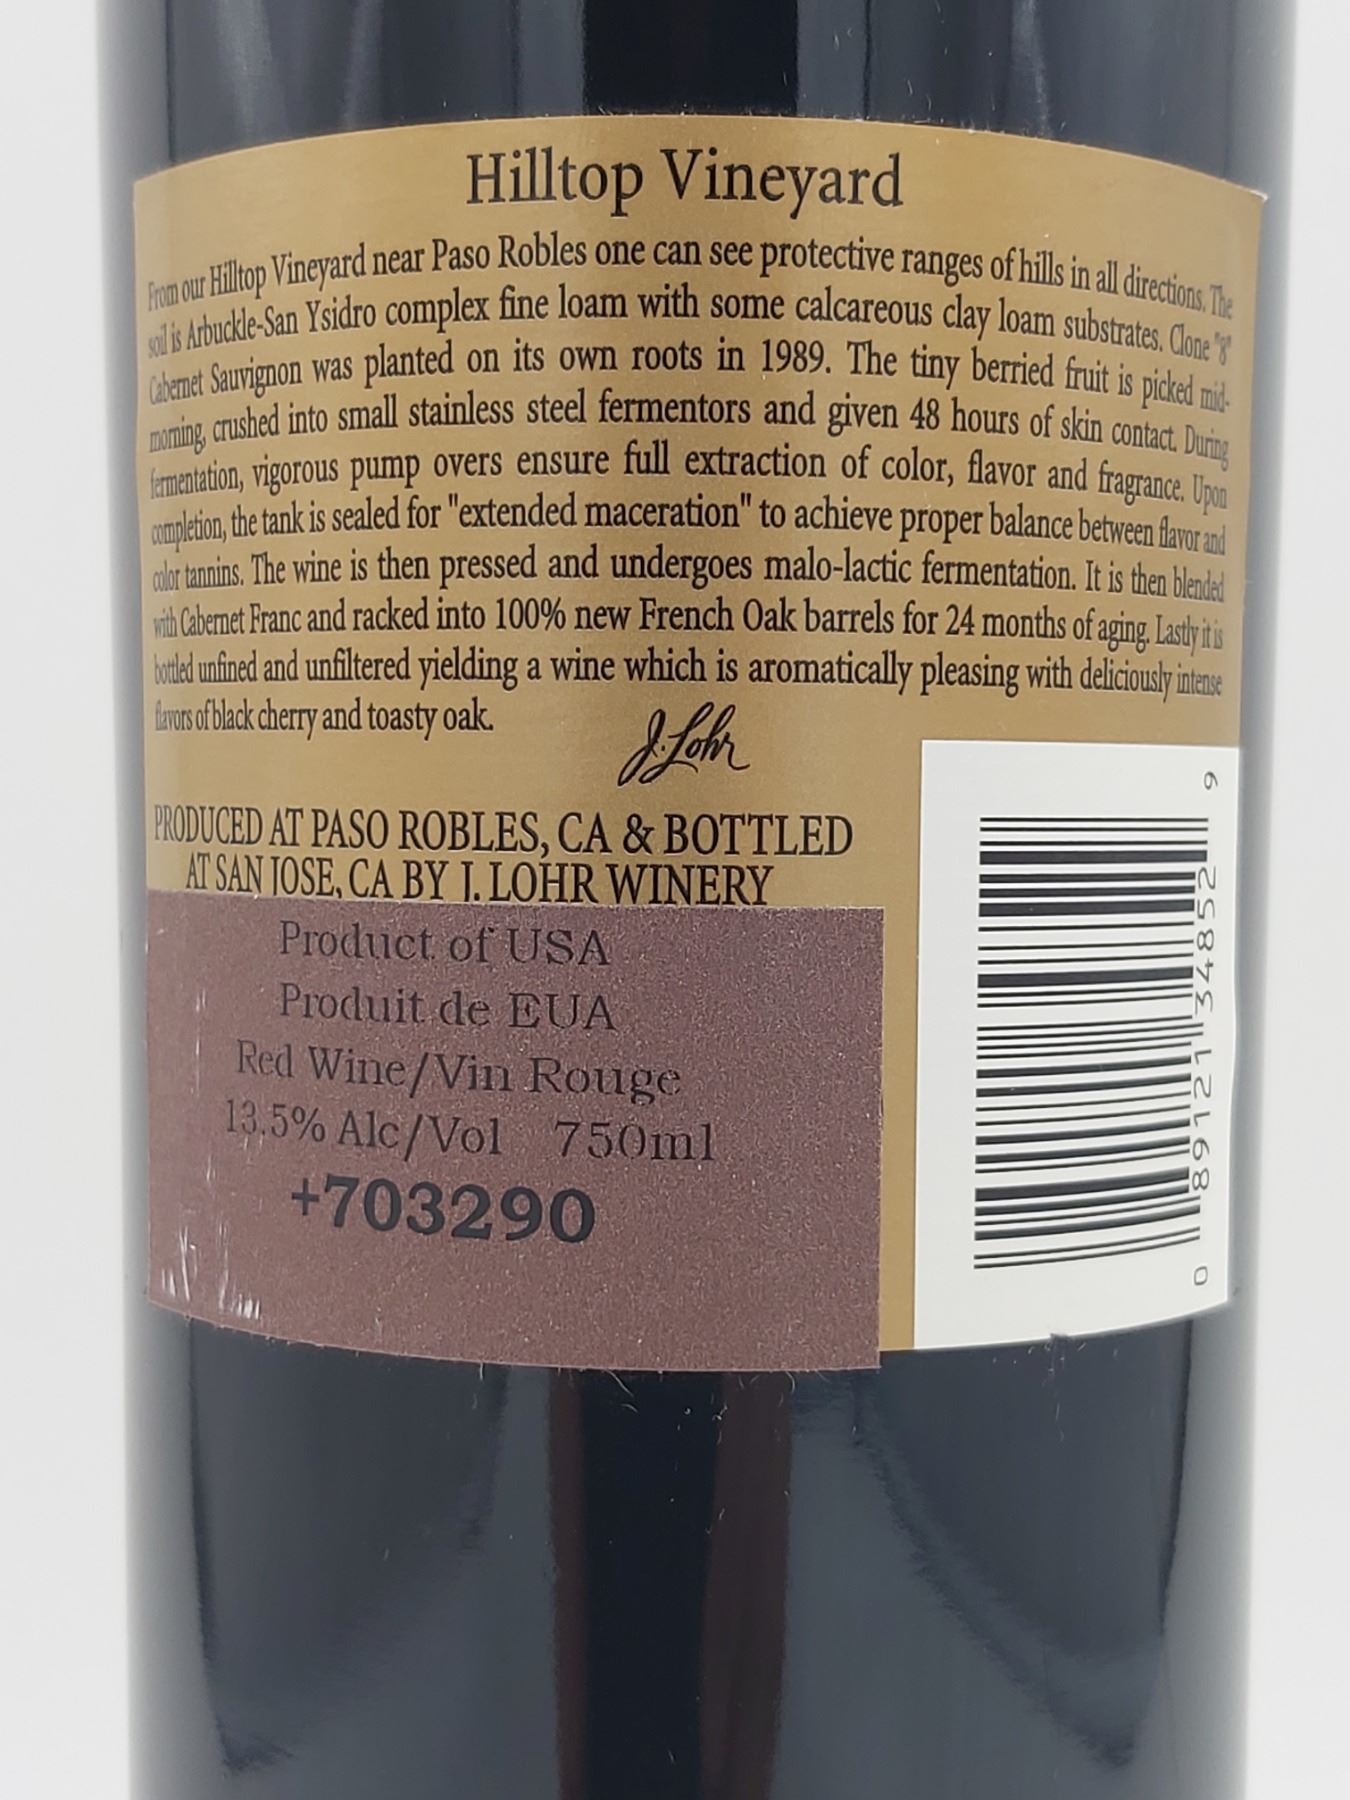 Hilltop Vineyard
From our Hilltop Vineyard near Paso Robles one can see protective ranges of hills in all directions. The
soil is Arbuckle-San Ysidro complex fine loam with some calcareous clay loam substrates. Clone "8"
Cabernet Sauvignon was planted on its own roots in 1989. The tiny berried fruit is picked mid-
morning, crushed into small stainless steel fermentors and given 48 hours of skin contact. During
fermentation, vigorous pump overs ensure full extraction of color, flavor and fragrance. Upon
completion, the tank is sealed for "extended maceration" to achieve proper balance between flavor and
color tannins. The wine is then pressed and undergoes malo-lactic fermentation. It is then blended
with Cabernet Franc and racked into 100% new French Oak barrels for 24 months of aging. Lastly it is
bottled unfined and unfiltered yielding a wine which is aromatically pleasing with deliciously intense
flavors of black cherry and toasty oak.
J. Lohr
PRODUCED AT PASO ROBLES, CA & BOTTLED
AT SAN JOSE, CA BY J. LOHR WINERY
Product of USA
Produit de EUA
Red Wine/Vin Rouge
13.5% Alc/Vol 750ml
+703290
0 89121 34852 9